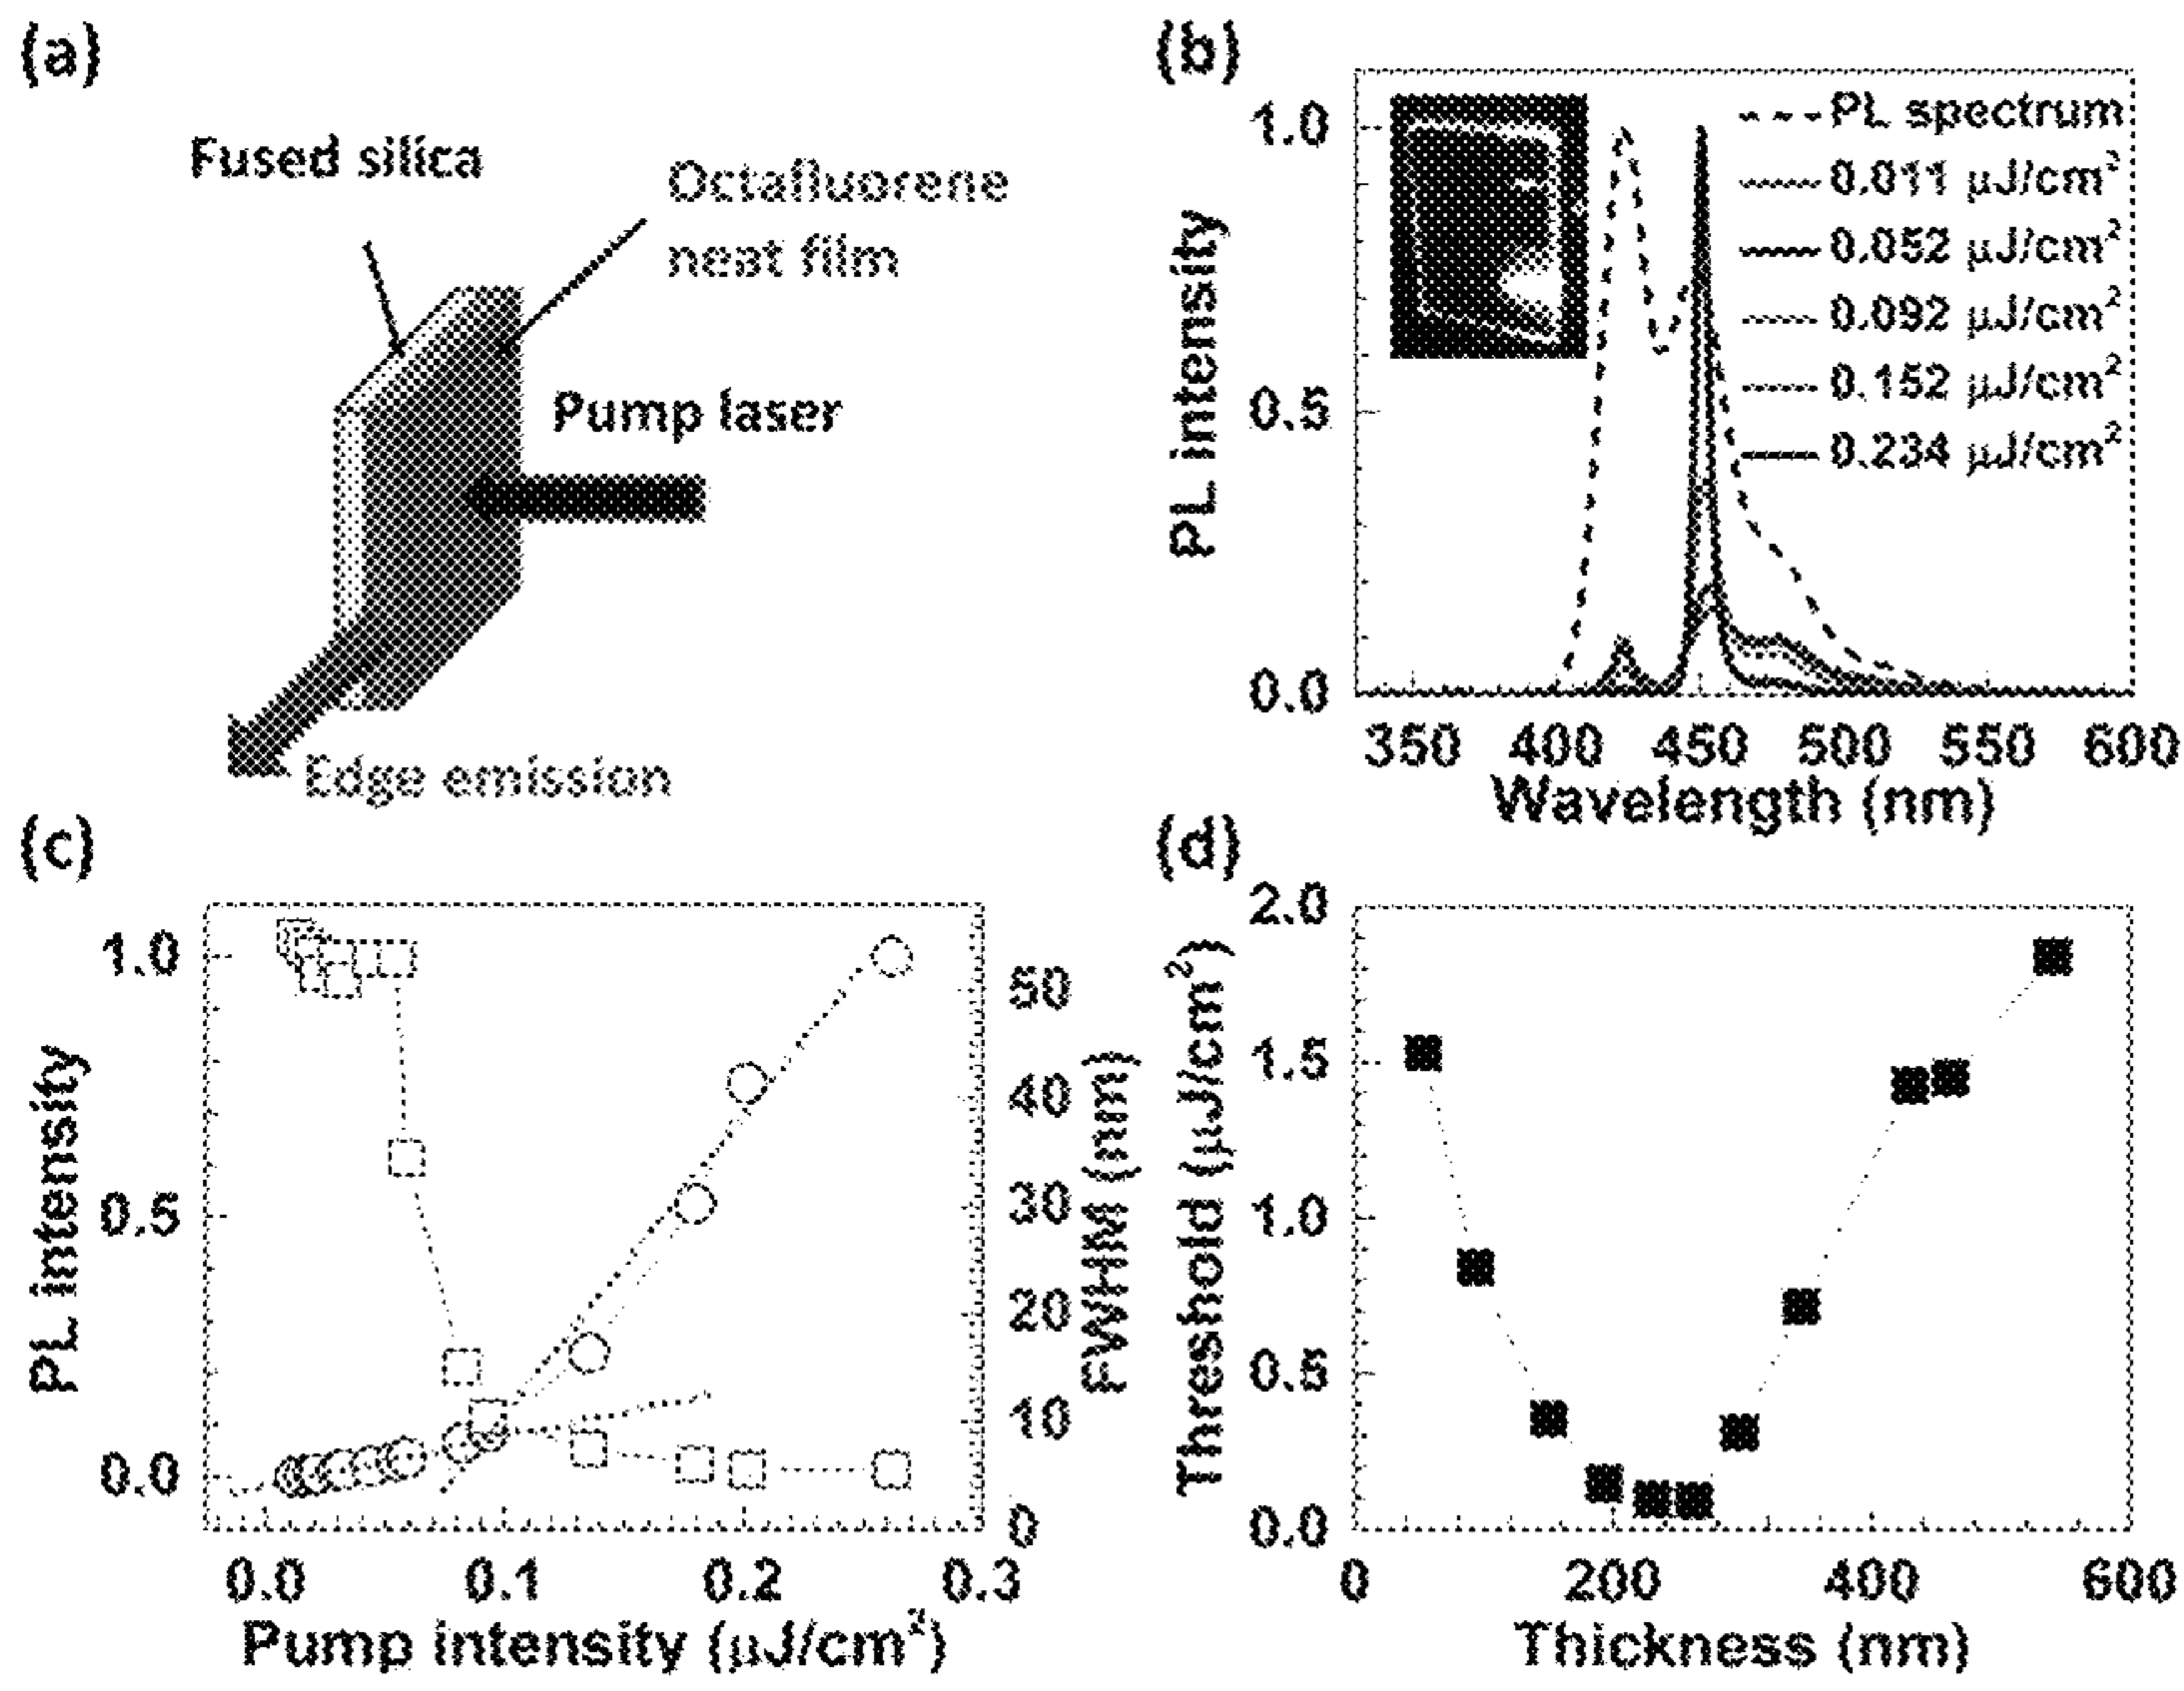 (a)
Fused silica
Octafluorene
neat film
Pump laser
Edge emission
(b)
PL intensity
1.0
0.5
0.0
PL spectrum
0.011 μJ/cm²
0.052 μJ/cm²
0.092 μJ/cm²
0.152 μJ/cm²
0.234 μJ/cm²
350 400 450 500 550 600
Wavelength (nm)
(c)
PL intensity
1.0
0.5
0.0
50
40
30
20
10
0
FWHM (nm)
0.0 0.1 0.2 0.3
Pump intensity (μJ/cm²)
(d)
Threshold (μJ/cm²)
2.0
1.5
1.0
0.5
0.0
0 200 400 600
Thickness (nm)